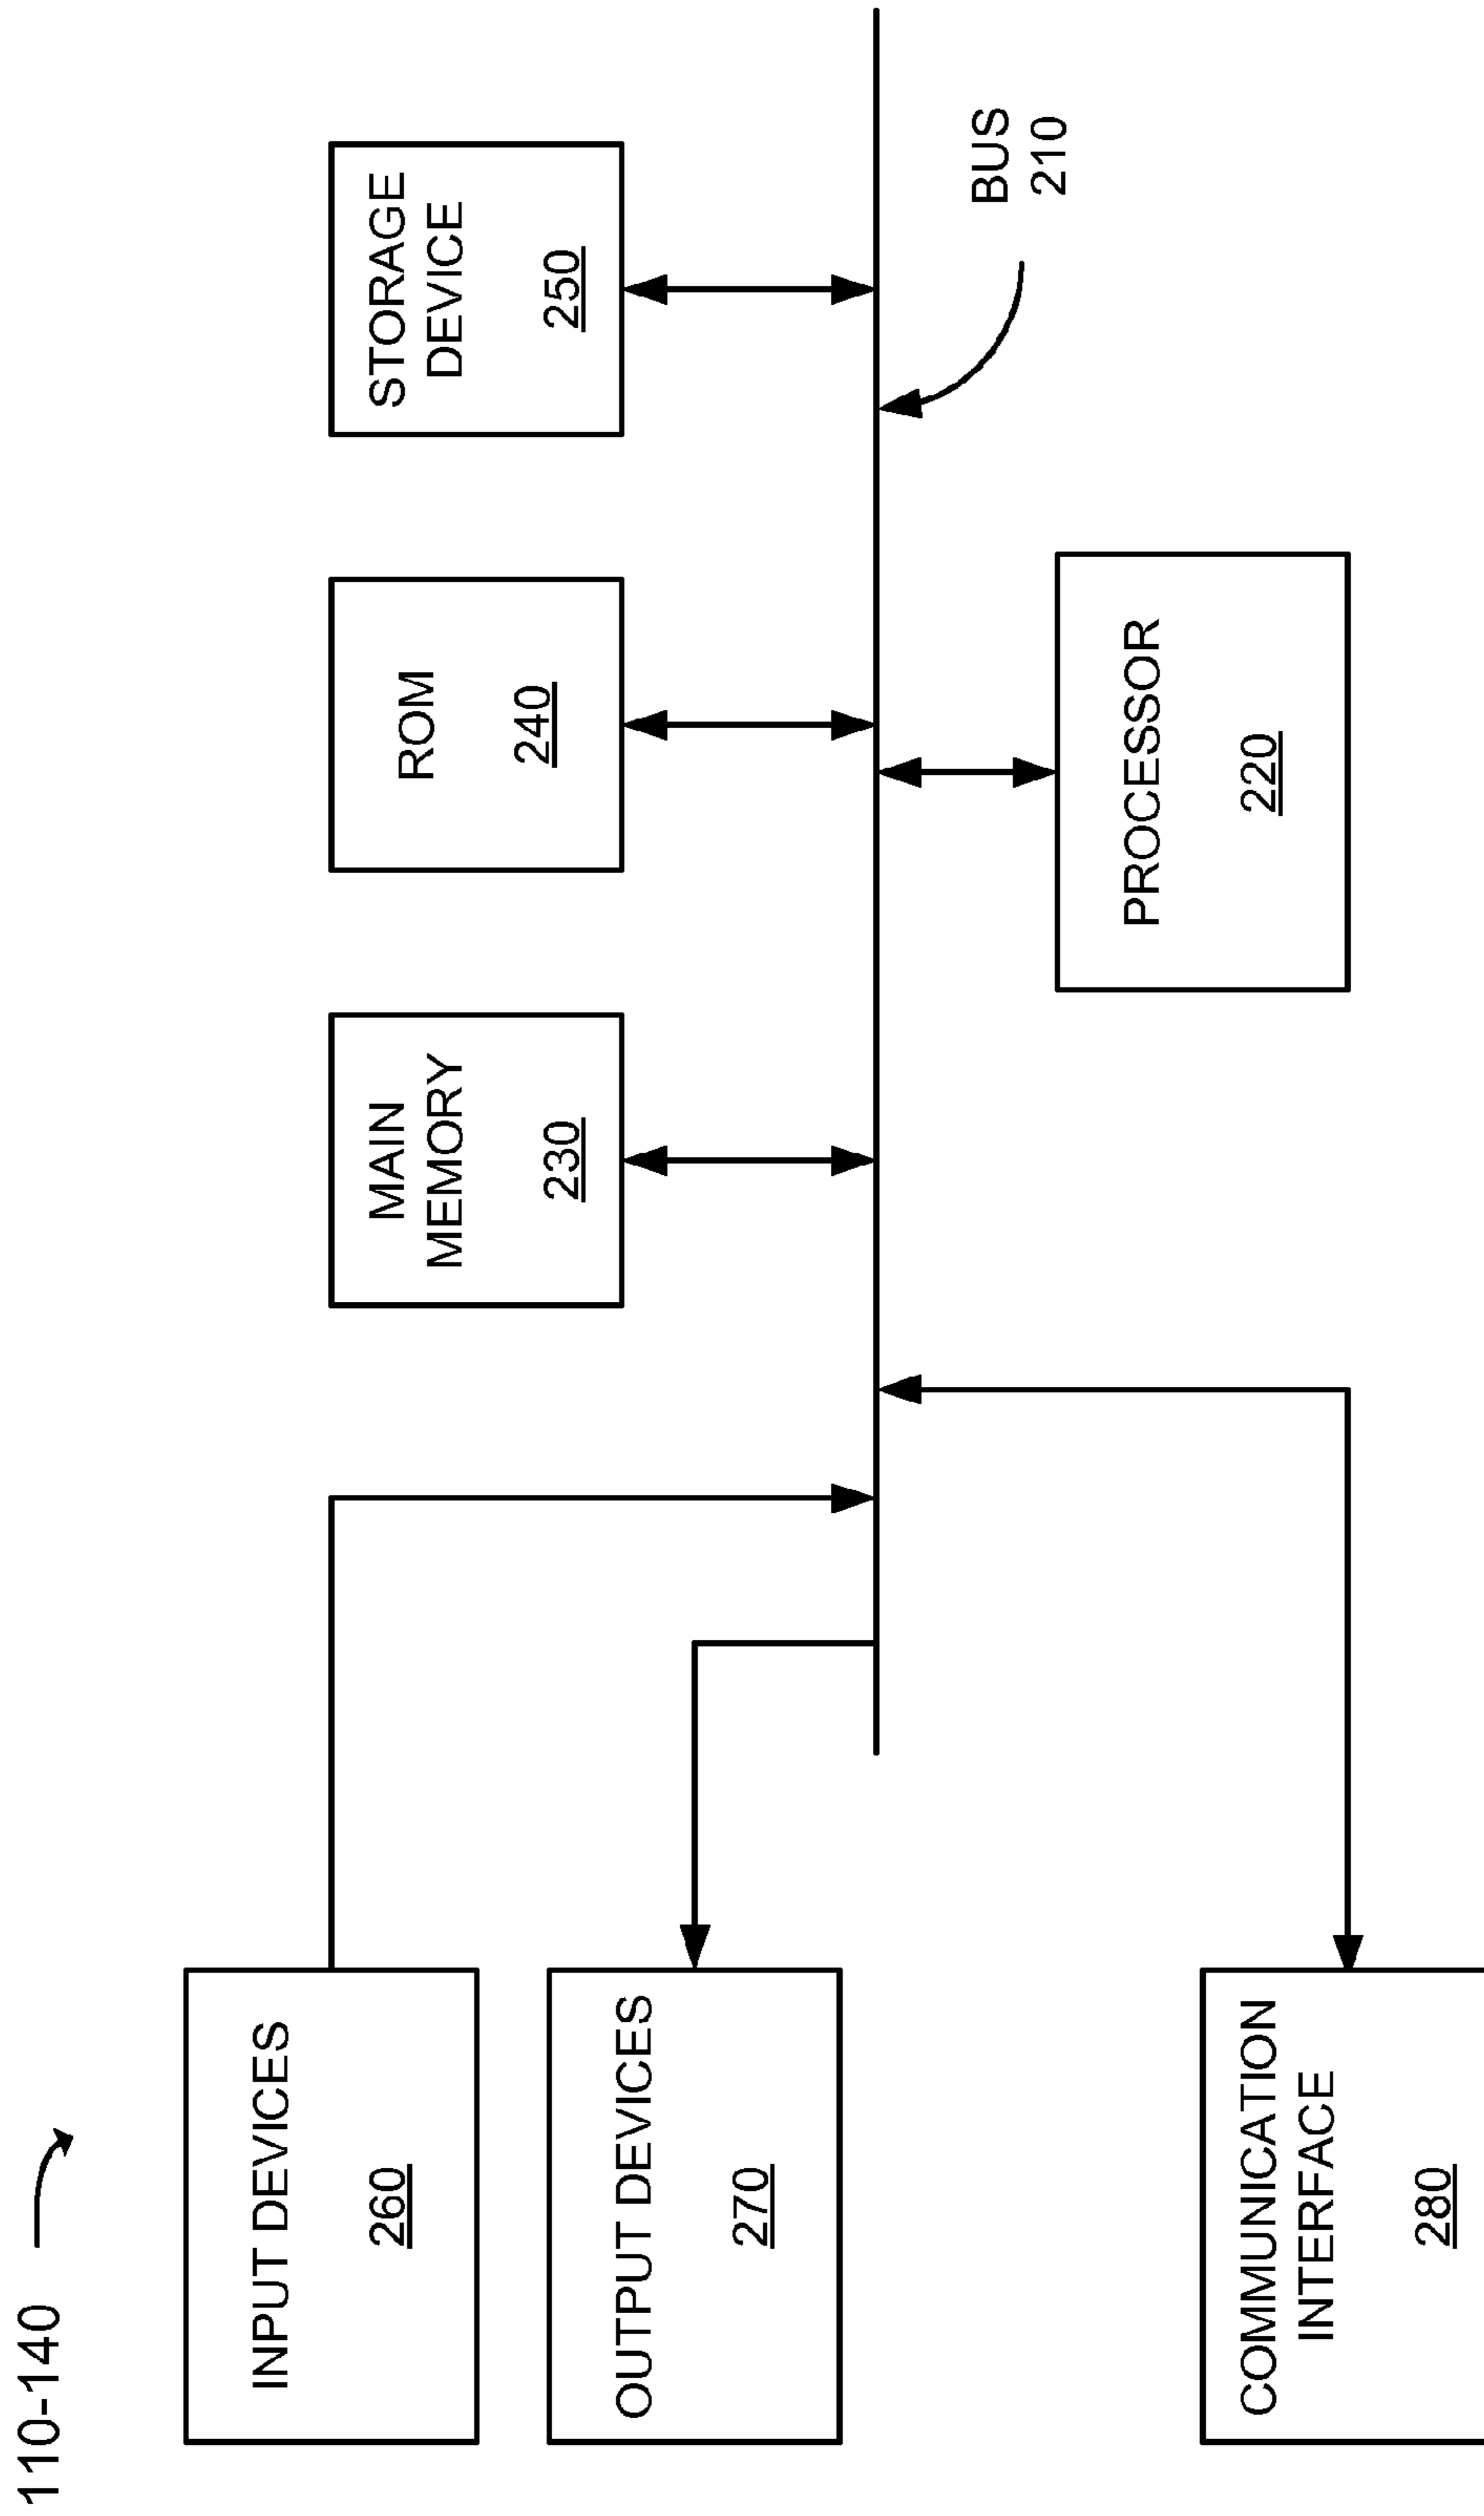 110-140
INPUT DEVICES
260
OUTPUT DEVICES
270
COMMUNICATION
INTERFACE
280
MAIN
MEMORY
230
ROM
240
STORAGE
DEVICE
250
PROCESSOR
220
BUS
210